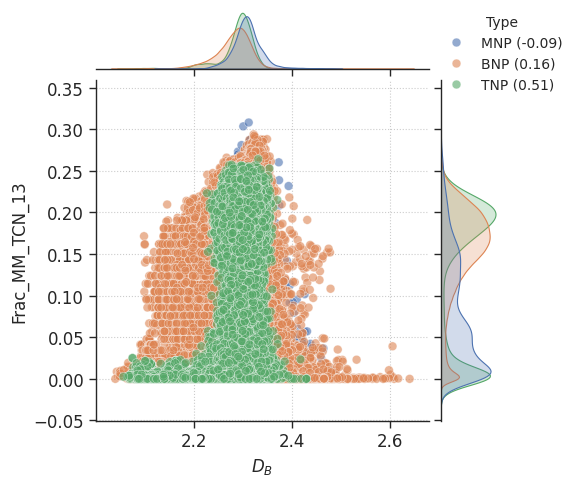 Type
MNP (-0.09)
BNP (0.16)
TNP (0.51)
0.35
0.30
0.25
0.20
0.15
0.10
0.05
0.00
−0.05
Frac_MM_TCN_13
2.2 2.4 2.6
D_B